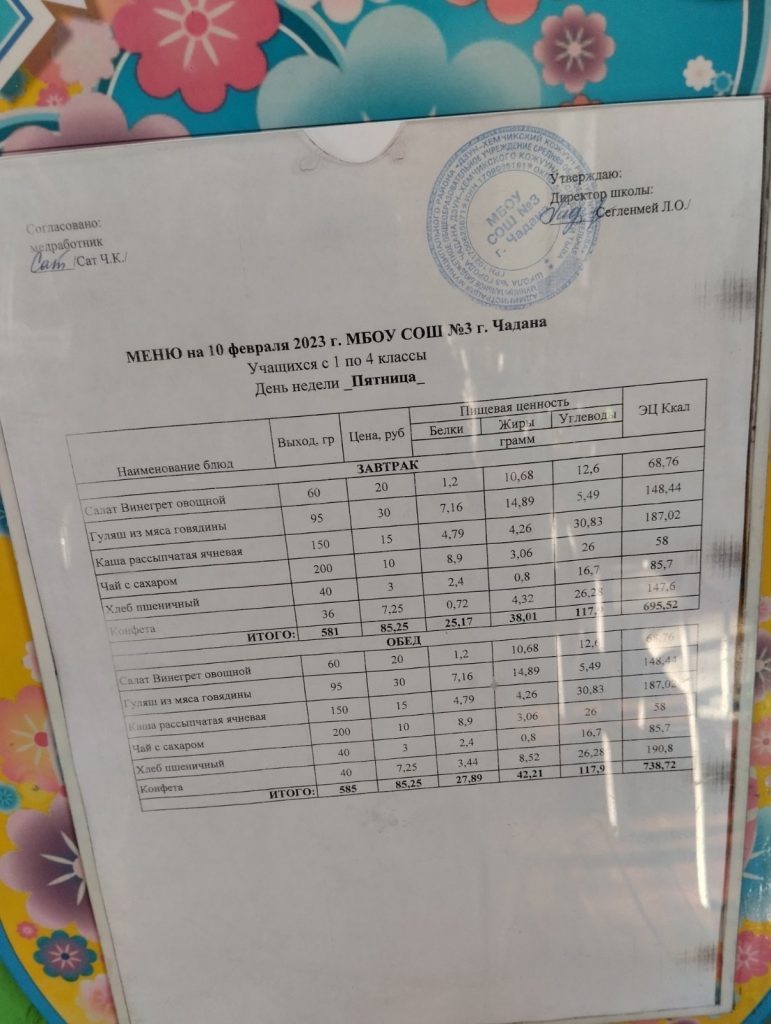 Согласовано:
медработник
Сат /Сат Ч.К./
Утверждаю:
Директор школы:
/Сегленмей Л.О./
МБОУ
СОШ №3
г. Чадан
МЕНЮ на 10 февраля 2023 г. МБОУ СОШ №3 г. Чадана
Учащихся с 1 по 4 классы
День недели _Пятница_
Наименование блюд Выход, гр Цена, руб Пищевая ценность ЭЦ Ккал
Белки Жиры Углеводы
грамм
ЗАВТРАК
Салат Винегрет овощной 60 20 1,2 10,68 12,6 68,76
Гуляш из мяса говядины 95 30 7,16 14,89 5,49 148,44
Каша рассыпчатая ячневая 150 15 4,79 4,26 30,83 187,02
Чай с сахаром 200 10 8,9 3,06 26 58
Хлеб пшеничный 40 3 2,4 0,8 16,7 85,7
Конфета 36 7,25 0,72 4,32 26,28 147,6
ИТОГО: 581 85,25 25,17 38,01 117,9 695,52
ОБЕД
Салат Винегрет овощной 60 20 1,2 10,68 12,6 68,76
Гуляш из мяса говядины 95 30 7,16 14,89 5,49 148,44
Каша рассыпчатая ячневая 150 15 4,79 4,26 30,83 187,02
Чай с сахаром 200 10 8,9 3,06 26 58
Хлеб пшеничный 40 3 2,4 0,8 16,7 85,7
Конфета 40 7,25 3,44 8,52 26,28 190,8
ИТОГО: 585 85,25 27,89 42,21 117,9 738,72